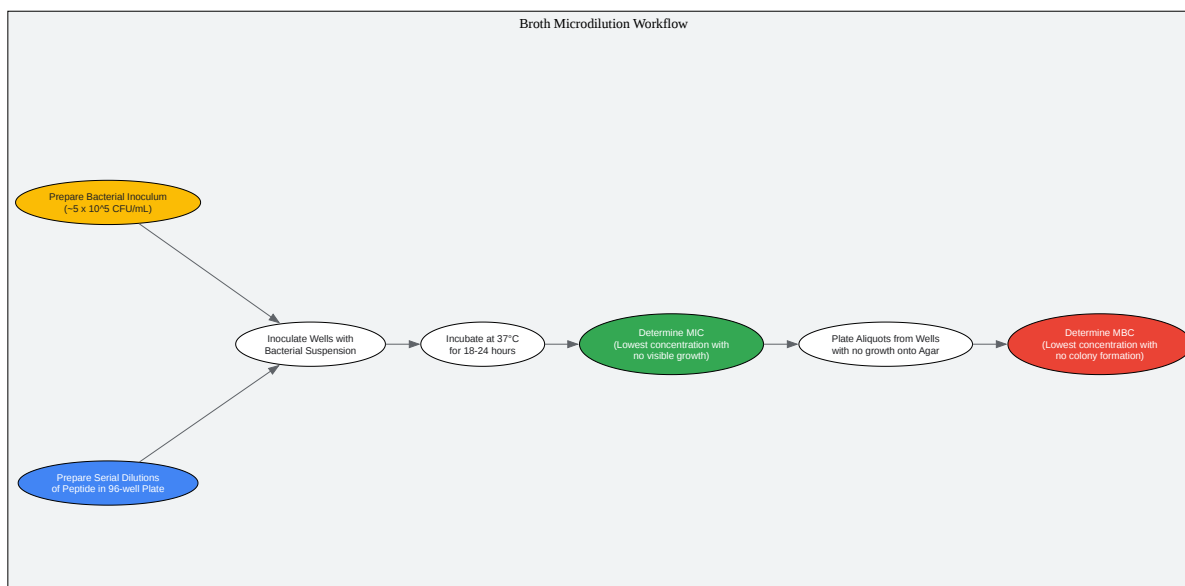 Broth Microdilution Workflow
Prepare Bacterial Inoculum
(~5 x 10^5 CFU/mL)
Prepare Serial Dilutions
of Peptide in 96-well Plate
Inoculate Wells with
Bacterial Suspension
Incubate at 37°C
for 18-24 hours
Determine MIC
(Lowest concentration with
no visible growth)
Plate Aliquots from Wells
with no growth onto Agar
Determine MBC
(Lowest concentration with
no colony formation)